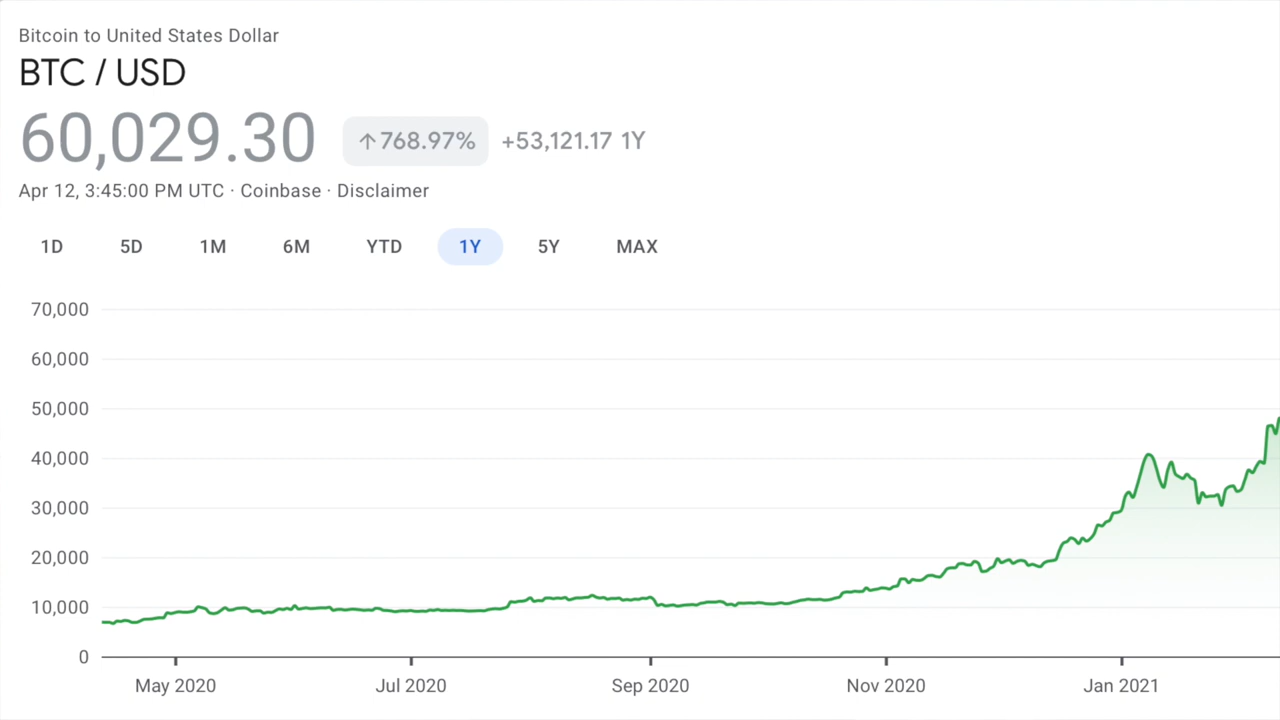 Bitcoin to United States Dollar
BTC / USD
60,029.30 ↑768.97% +53,121.17 1Y
Apr 12, 3:45:00 PM UTC · Coinbase · Disclaimer
1D 5D 1M 6M YTD 1Y 5Y MAX
70,000
60,000
50,000
40,000
30,000
20,000
10,000
0
May 2020 Jul 2020 Sep 2020 Nov 2020 Jan 2021